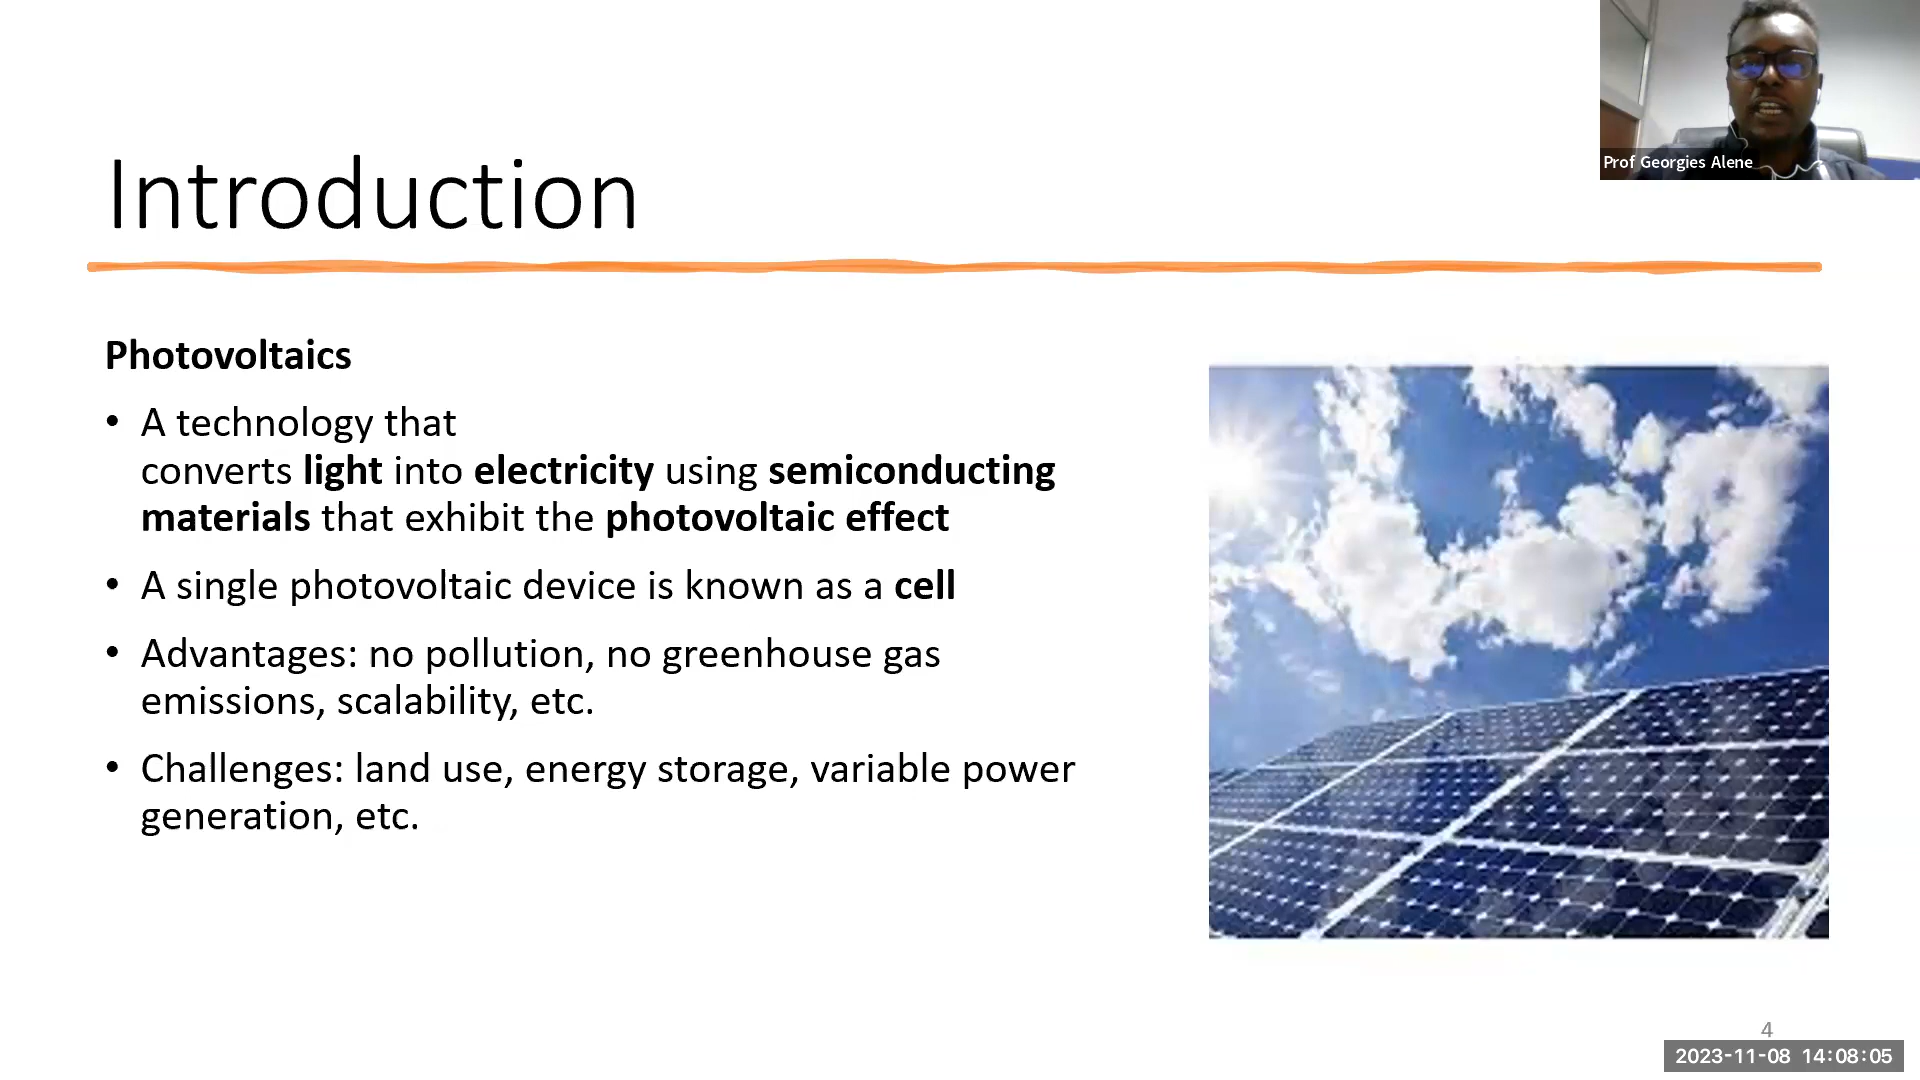 Prof Georgies Alene
Introduction
Photovoltaics
• A technology that
converts light into electricity using semiconducting
materials that exhibit the photovoltaic effect
• A single photovoltaic device is known as a cell
• Advantages: no pollution, no greenhouse gas
emissions, scalability, etc.
• Challenges: land use, energy storage, variable power
generation, etc.
4
2023-11-08 14:08:05